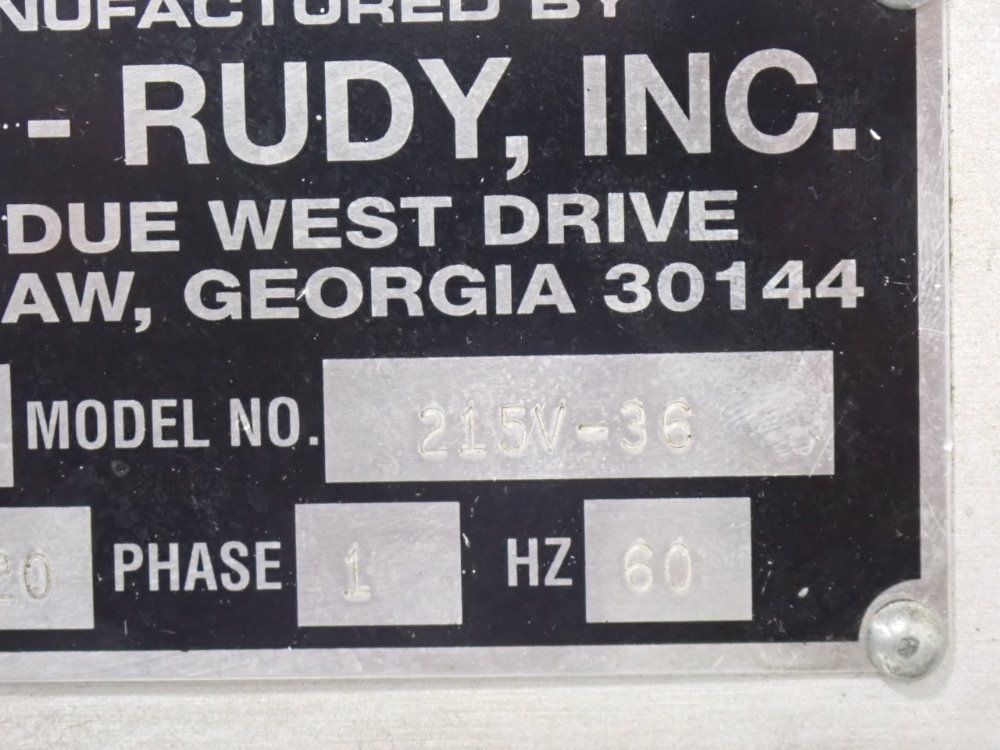 NUFACTURED BY
- RUDY, INC.
DUE WEST DRIVE
AW, GEORGIA 30144
MODEL NO. 215V-36
20 PHASE 1 HZ 60